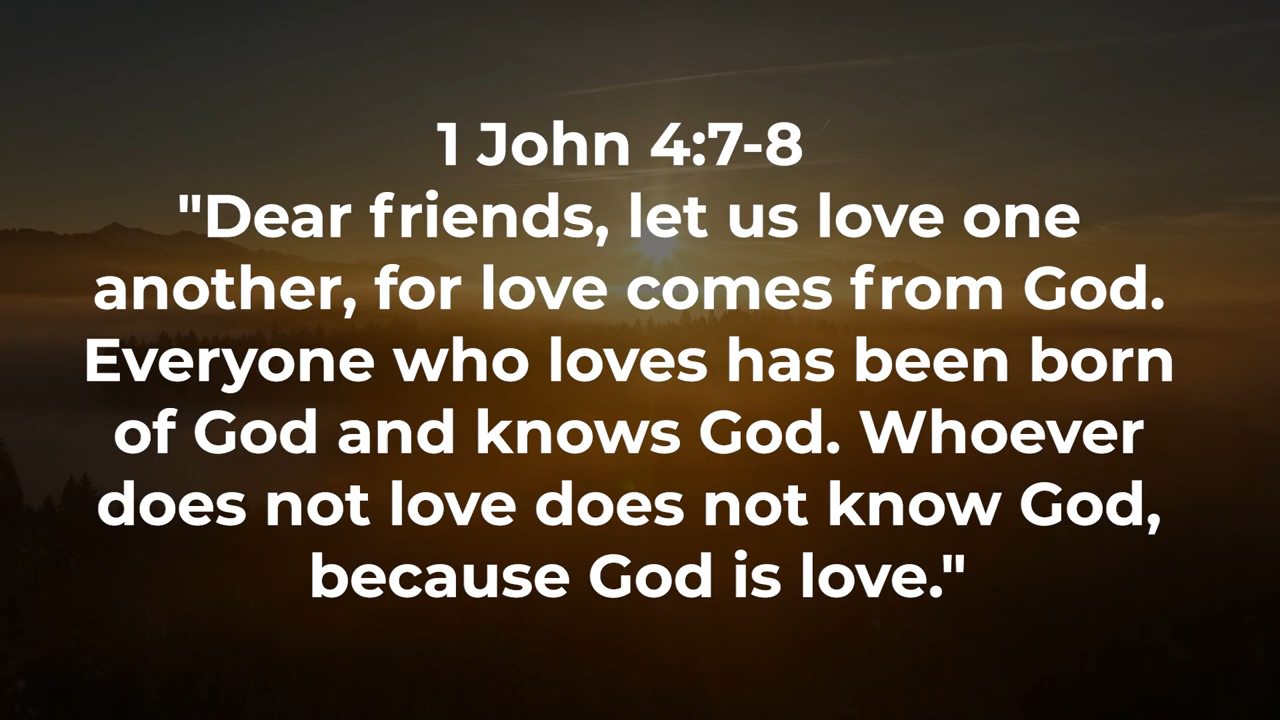 1 John 4:7-8
"Dear friends, let us love one
another, for love comes from God.
Everyone who loves has been born
of God and knows God. Whoever
does not love does not know God,
because God is love."